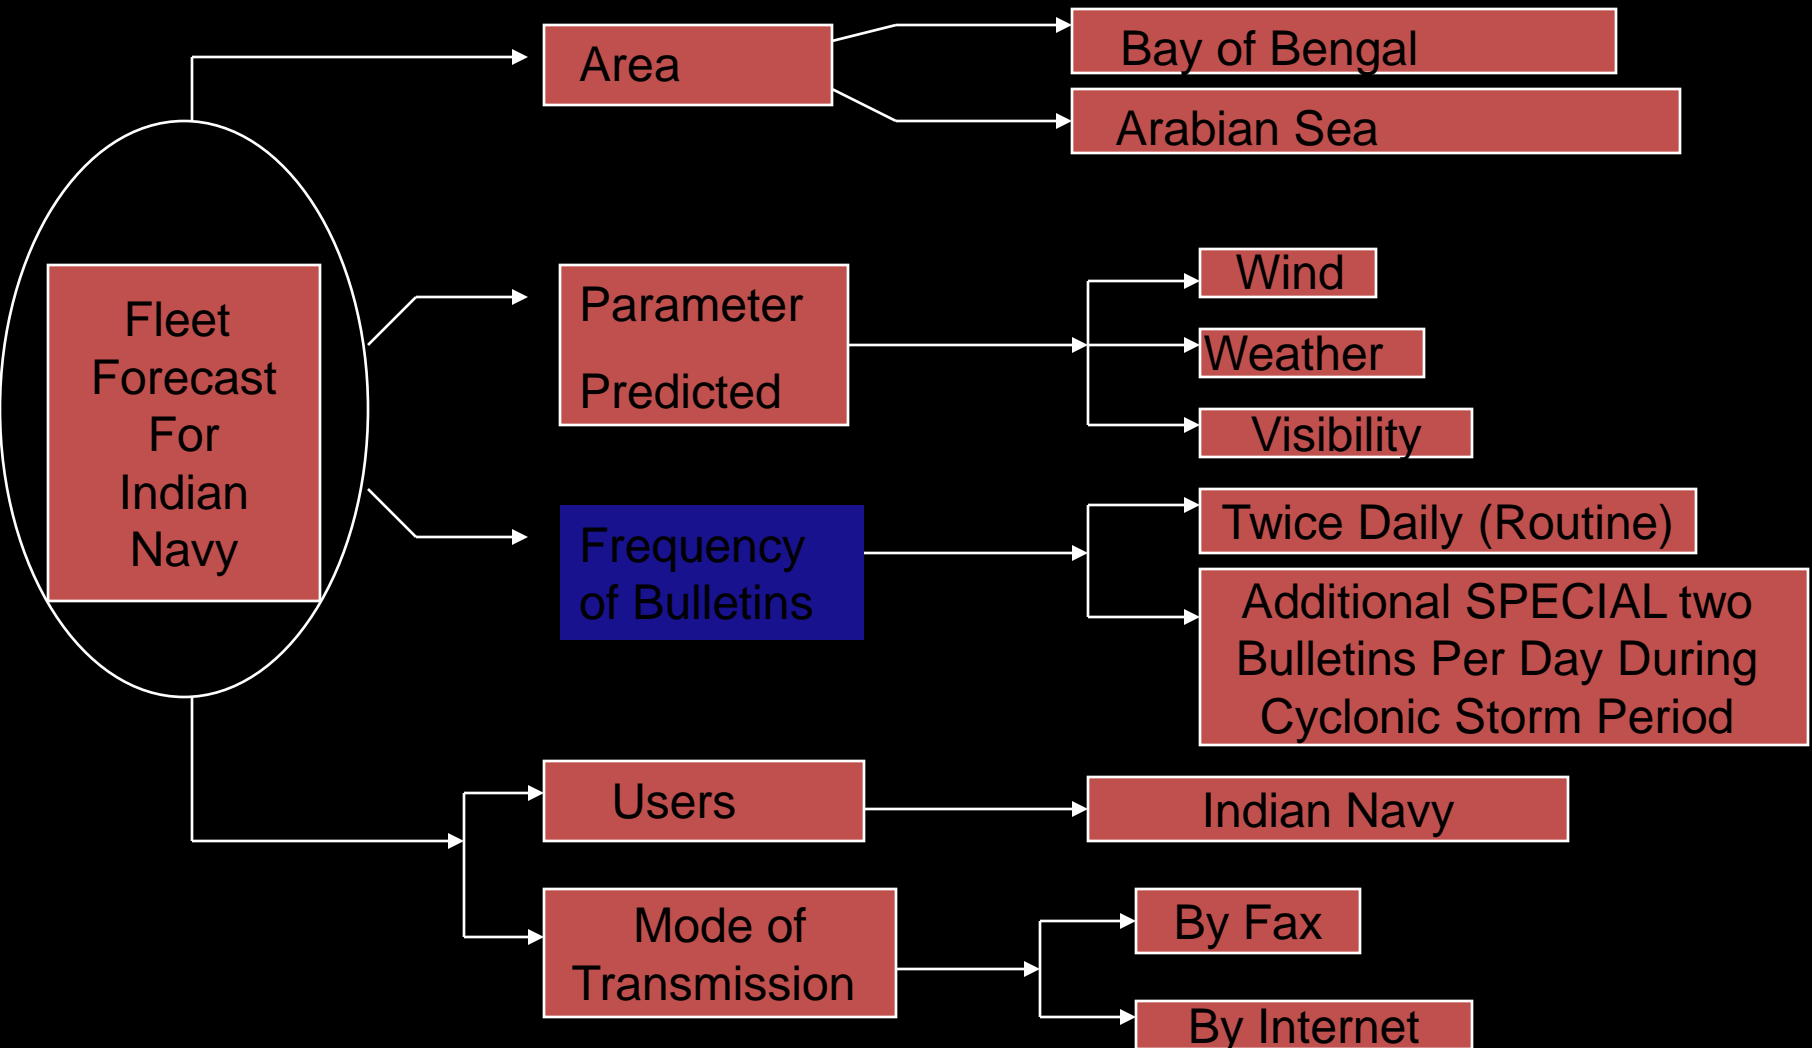 Fleet
Forecast
For
Indian
Navy
Area
Bay of Bengal
Arabian Sea
Parameter
Predicted
Wind
Weather
Visibility
Frequency
of Bulletins
Twice Daily (Routine)
Additional SPECIAL two
Bulletins Per Day During
Cyclonic Storm Period
Users
Indian Navy
Mode of
Transmission
By Fax
By Internet